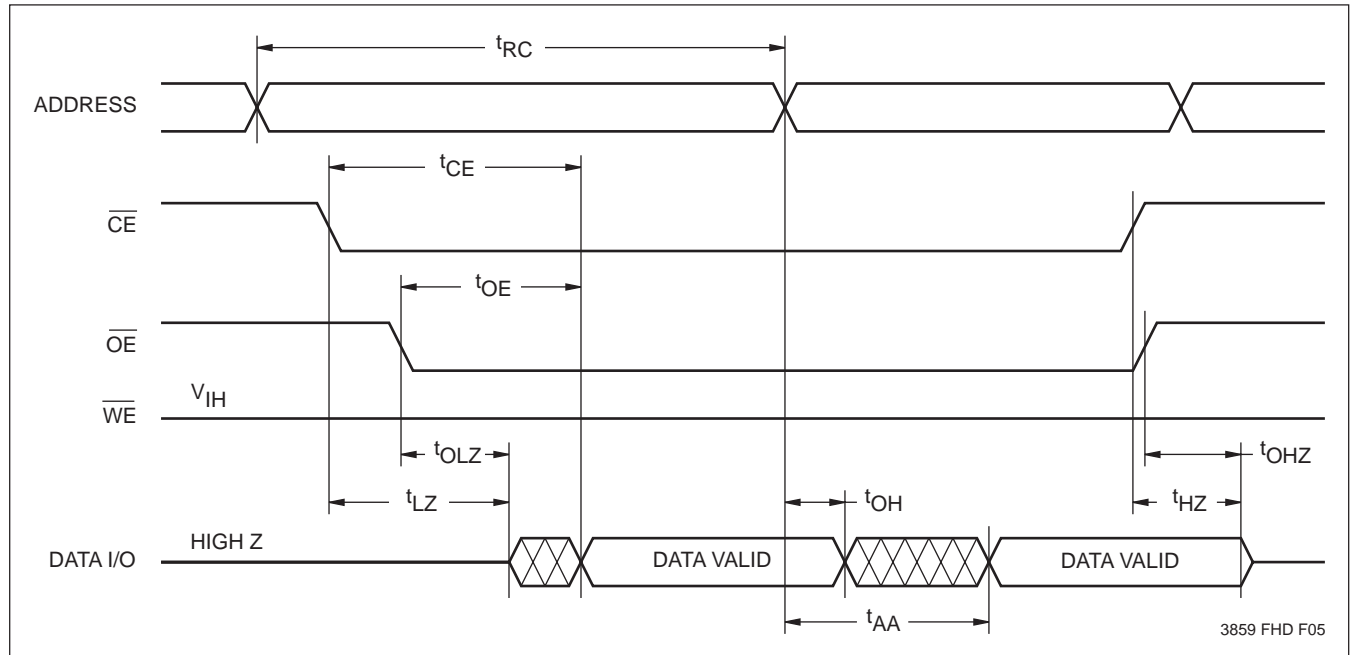 tRC
ADDRESS
tCE
CE
tOE
OE
VIH
WE
tOLZ
tOHZ
tLZ
tOH
tHZ
HIGH Z
DATA I/O
DATA VALID
DATA VALID
tAA
3859 FHD F05